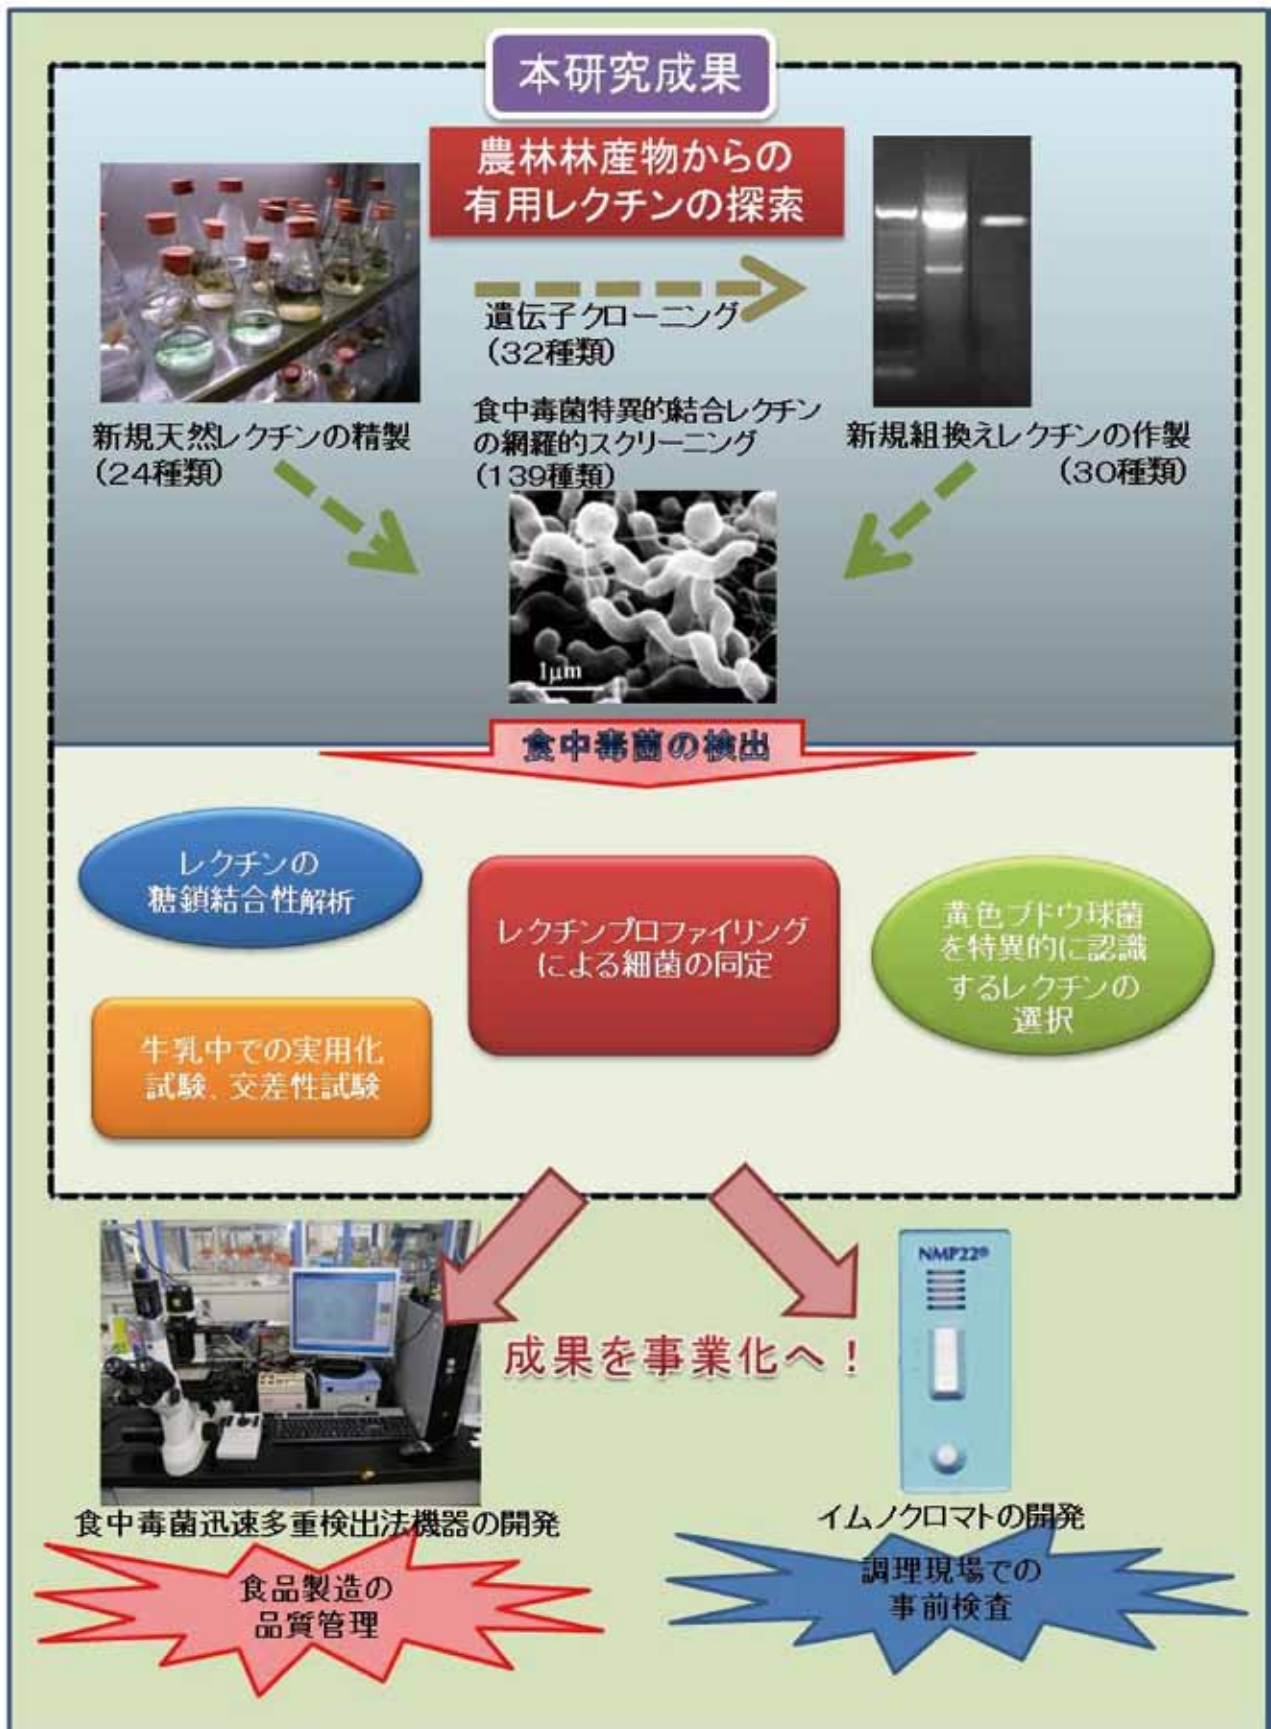 本研究成果
農林林産物からの
有用レクチンの探索
遺伝子クローニング
(32種類)
新規天然レクチンの精製
(24種類)
食中毒菌特異的結合レクチン
の網羅的スクリーニング
(139種類)
新規組換えレクチンの作製
(30種類)
1μm
食中毒菌の検出
レクチンの
糖鎖結合性解析
レクチンプロファイリング
による細菌の同定
黄色ブドウ球菌
を特異的に認識
するレクチンの
選択
牛乳中での実用化
試験、交差性試験
NMP22®
成果を事業化へ！
食中毒菌迅速多重検出法機器の開発
イムノクロマトの開発
食品製造の
品質管理
調理現場での
事前検査